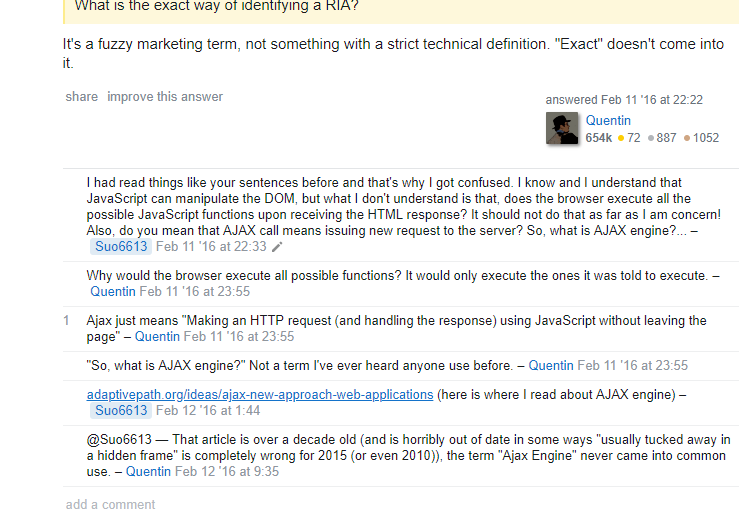 What is the exact way of identifying a RIA?
It's a fuzzy marketing term, not something with a strict technical definition. "Exact" doesn't come into
it.
share improve this answer
answered Feb 11 '16 at 22:22
Quentin
654k ●72 ●887 ●1052
I had read things like your sentences before and that's why I got confused. I know and I understand that
JavaScript can manipulate the DOM, but what I don't understand is that, does the browser execute all the
possible JavaScript functions upon receiving the HTML response? It should not do that as far as I am concern!
Also, do you mean that AJAX call means issuing new request to the server? So, what is AJAX engine?... –
Suo6613 Feb 11 '16 at 22:33
Why would the browser execute all possible functions? It would only execute the ones it was told to execute. –
Quentin Feb 11 '16 at 23:55
1 Ajax just means "Making an HTTP request (and handling the response) using JavaScript without leaving the
page" – Quentin Feb 11 '16 at 23:55
"So, what is AJAX engine?" Not a term I've ever heard anyone use before. – Quentin Feb 11 '16 at 23:55
adaptivepath.org/ideas/ajax-new-approach-web-applications (here is where I read about AJAX engine) –
Suo6613 Feb 12 '16 at 1:44
@Suo6613 — That article is over a decade old (and is horribly out of date in some ways "usually tucked away in
a hidden frame" is completely wrong for 2015 (or even 2010)), the term "Ajax Engine" never came into common
use. – Quentin Feb 12 '16 at 9:35
add a comment